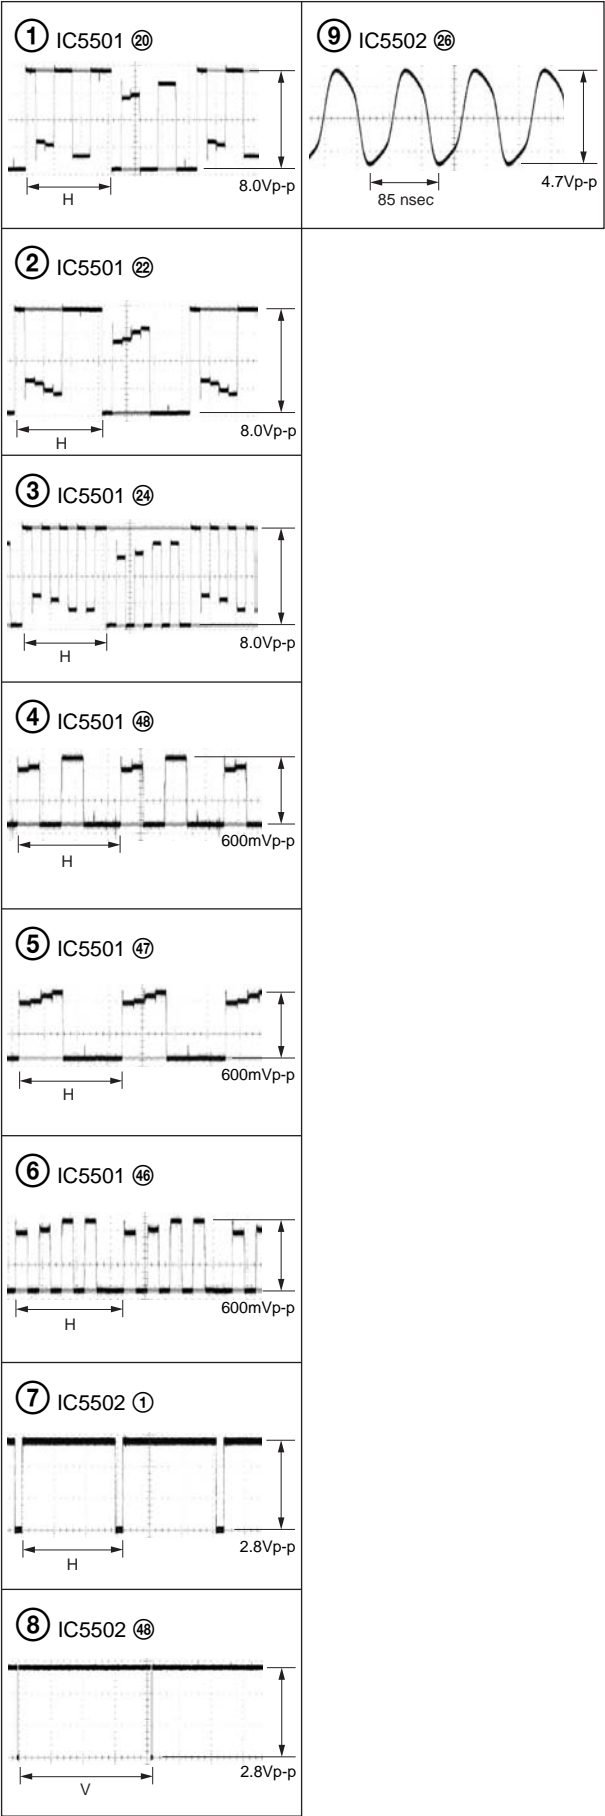 ① IC5501 ⑳
H
8.0Vp-p
② IC5501 ㉒
H
8.0Vp-p
③ IC5501 ㉔
H
8.0Vp-p
④ IC5501 ㊽
H
600mVp-p
⑤ IC5501 ㊼
H
600mVp-p
⑥ IC5501 ㊻
H
600mVp-p
⑦ IC5502 ①
H
2.8Vp-p
⑧ IC5502 ㊽
V
2.8Vp-p
⑨ IC5502 ㉖
4.7Vp-p
85 nsec